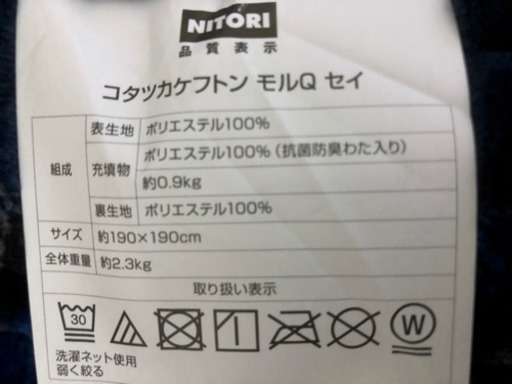 NITORI
品質表示
コタツカケフトン モルQ セイ
組成 表生地 ポリエステル100%
充填物 ポリエステル100%(抗菌防臭わた入り)
約0.9kg
裏生地 ポリエステル100%
サイズ 約190×190cm
全体重量 約2.3kg
取り扱い表示
30 W
洗濯ネット使用
弱く絞る